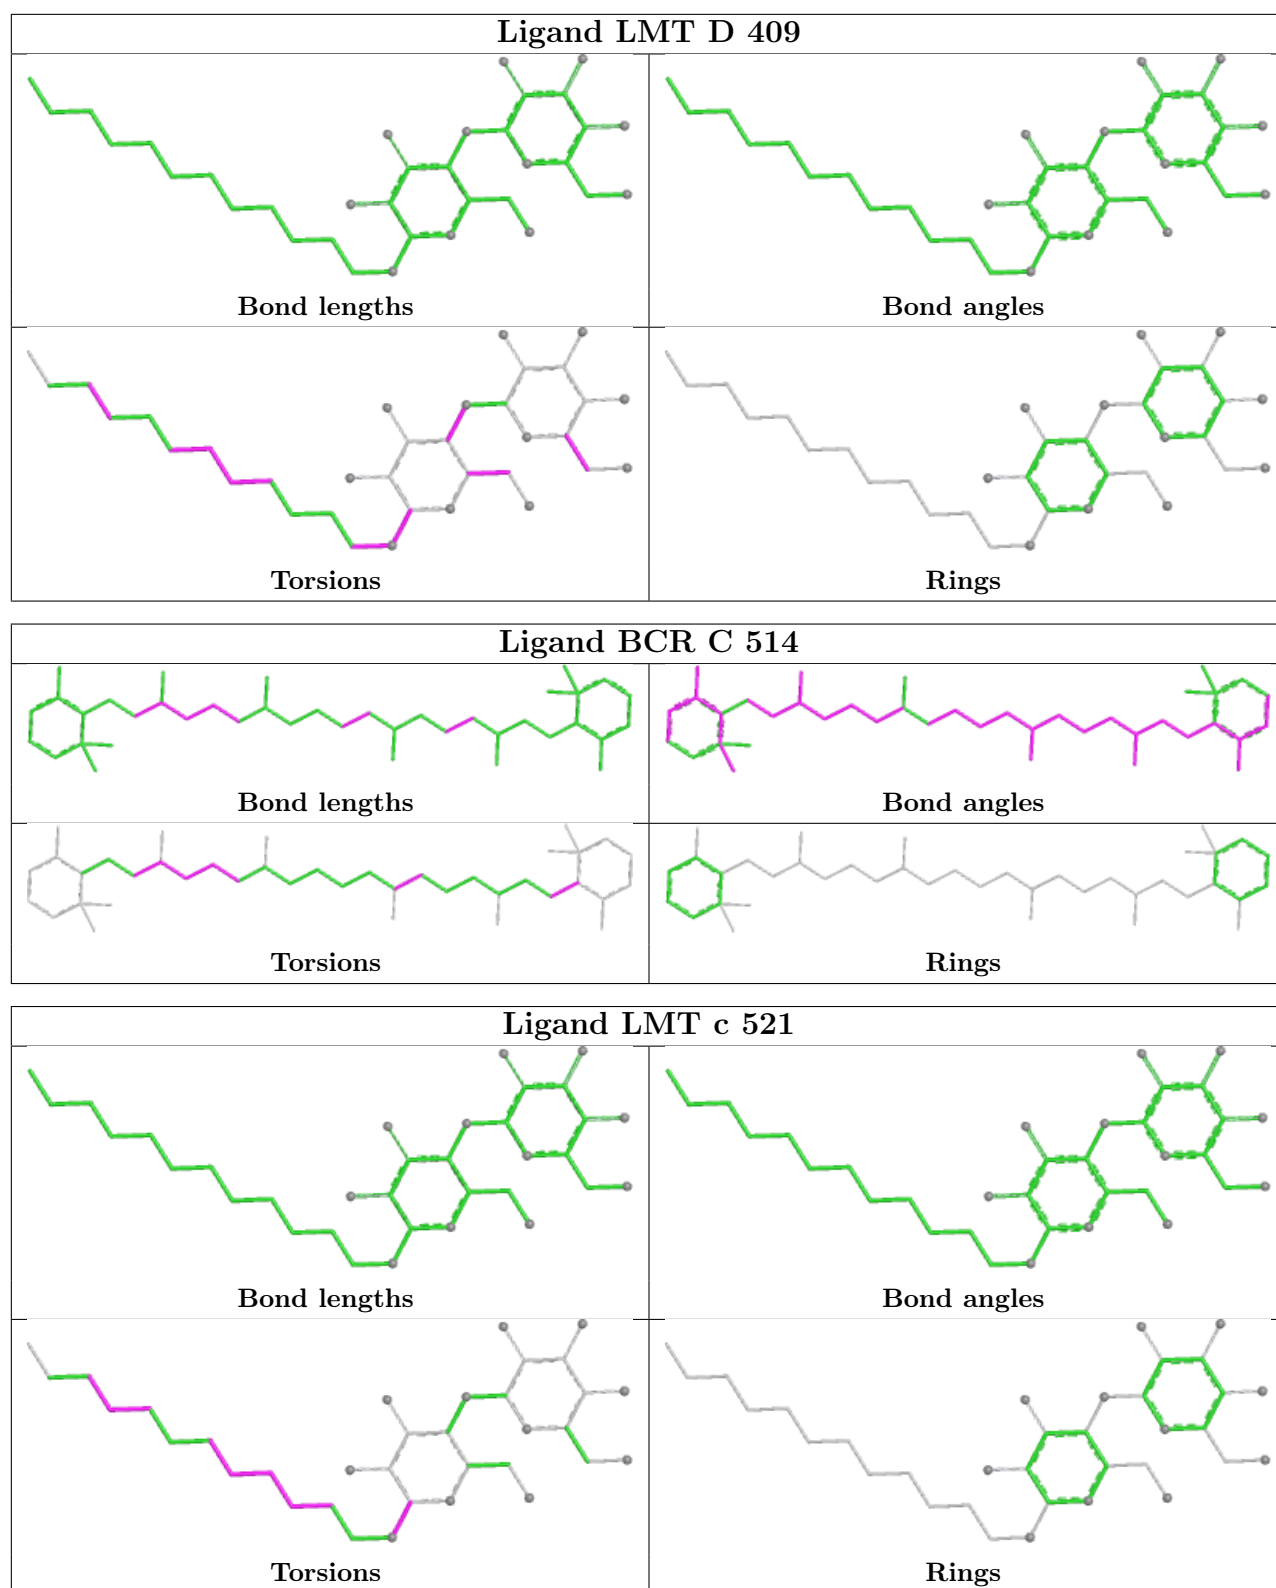 Ligand LMT D 409
Bond lengths
Bond angles
Torsions
Rings
Ligand BCR C 514
Bond lengths
Bond angles
Torsions
Rings
Ligand LMT c 521
Bond lengths
Bond angles
Torsions
Rings